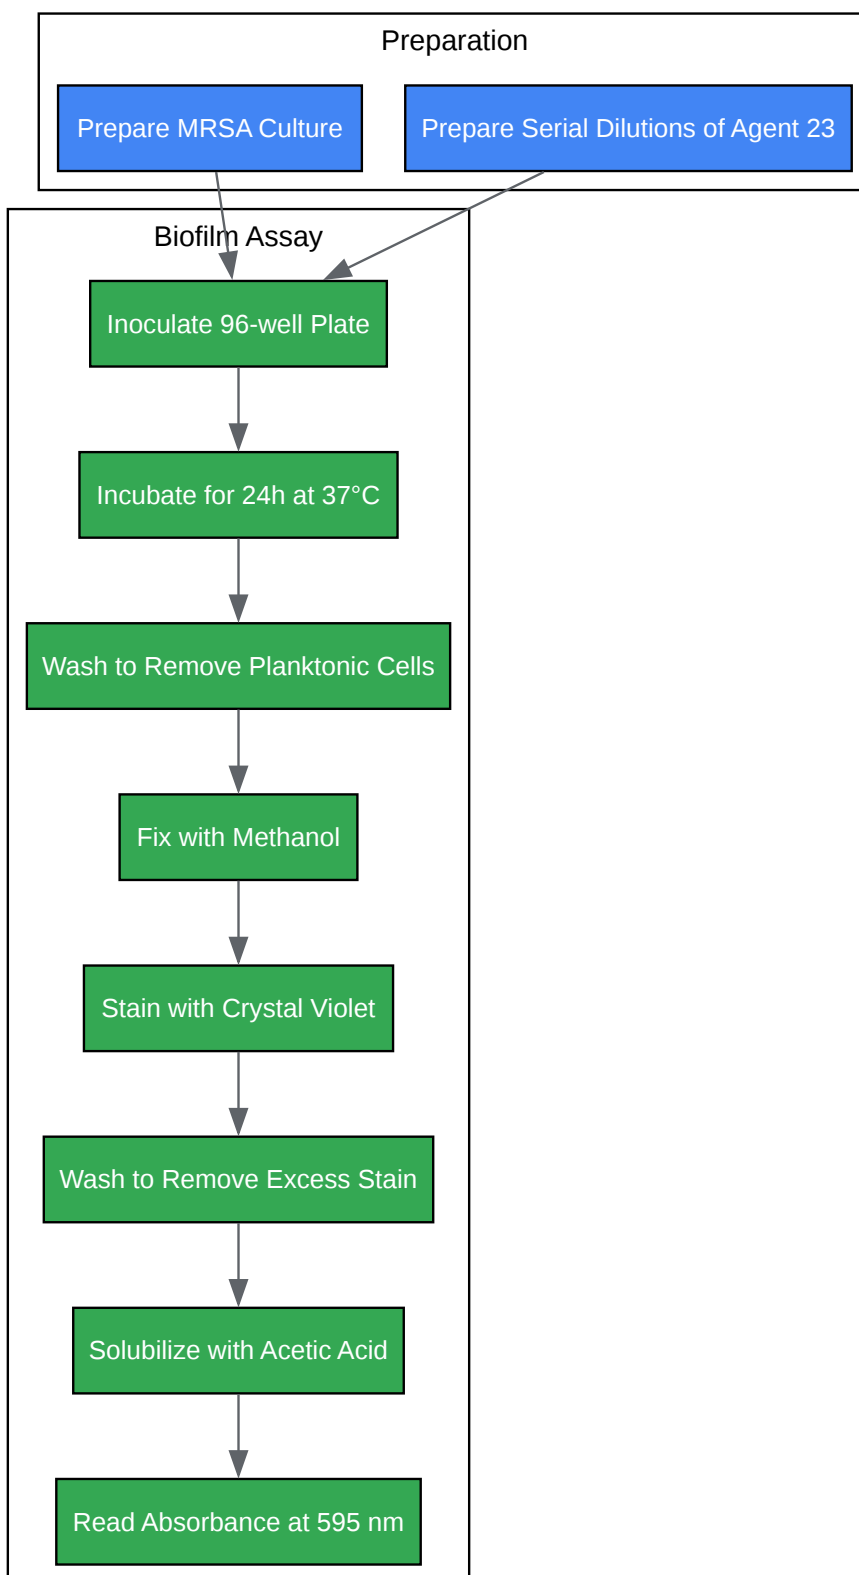 Preparation
Prepare MRSA Culture
Prepare Serial Dilutions of Agent 23
Biofilm Assay
Inoculate 96-well Plate
Incubate for 24h at 37°C
Wash to Remove Planktonic Cells
Fix with Methanol
Stain with Crystal Violet
Wash to Remove Excess Stain
Solubilize with Acetic Acid
Read Absorbance at 595 nm